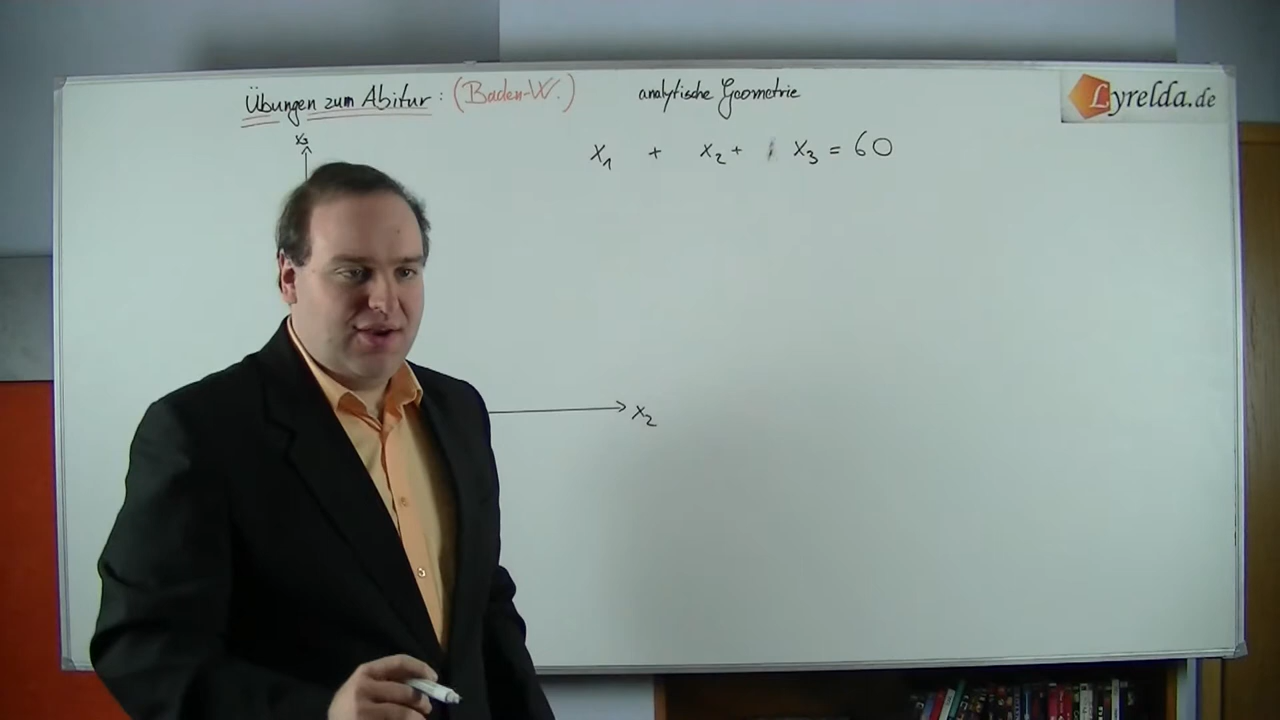 Übungen zum Abitur: (Baden-W.) analytische Geometrie
Lyrelda.de
x₃
x₁ + x₂ + x₃ = 60
x₂